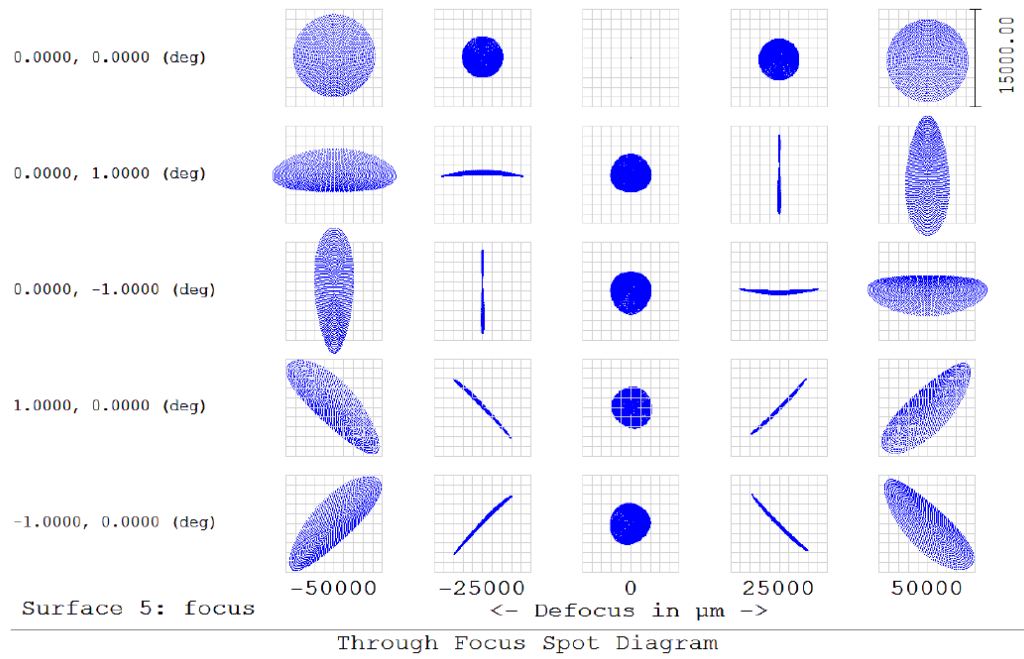 0.0000, 0.0000 (deg)
15000.00
0.0000, 1.0000 (deg)
0.0000, -1.0000 (deg)
1.0000, 0.0000 (deg)
-1.0000, 0.0000 (deg)
-50000 -25000 0 25000 50000
Surface 5: focus <- Defocus in µm ->
Through Focus Spot Diagram